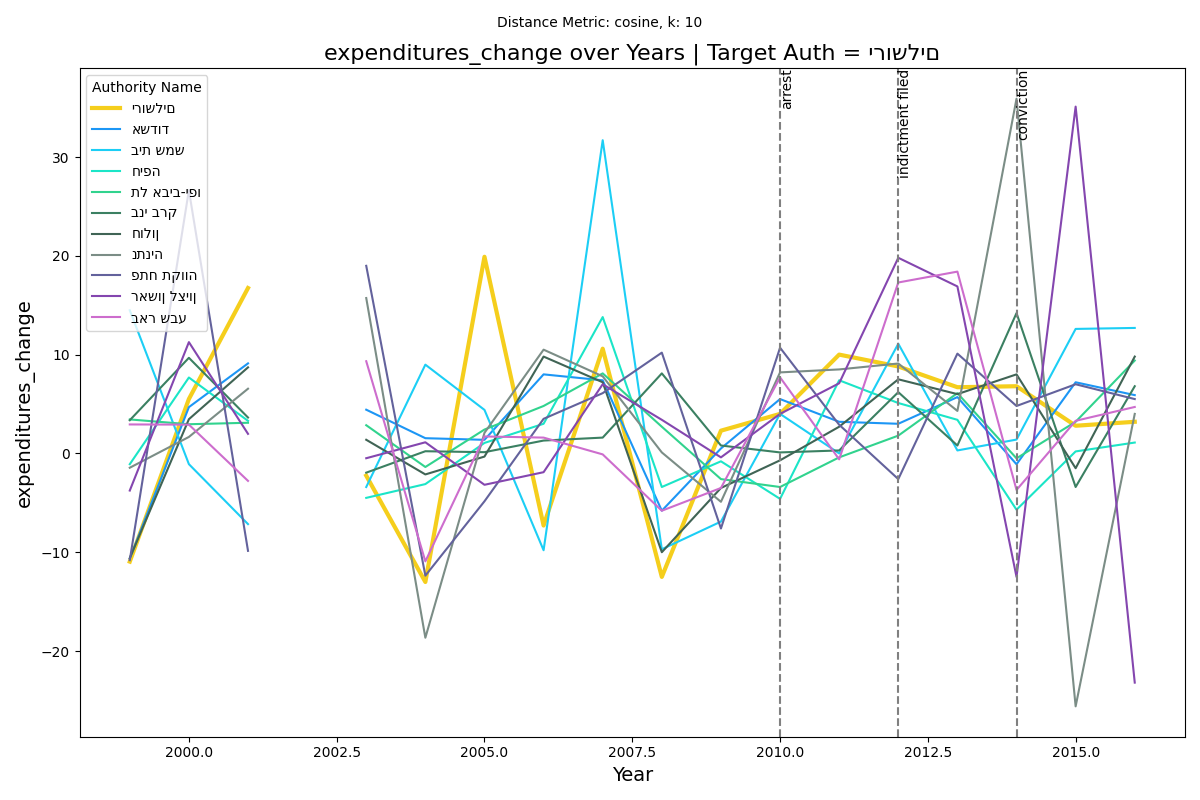 Distance Metric: cosine, k: 10
expenditures_change over Years | Target Auth = ירושלים
Authority Name
ירושלים
אשדוד
בית שמש
חיפה
תל אביב-יפו
בני ברק
חולון
נתניה
פתח תקווה
ראשון לציון
באר שבע
arrest
indictment filed
conviction
expenditures_change
30
20
10
0
−10
−20
2000.0
2002.5
2005.0
2007.5
2010.0
2012.5
2015.0
Year